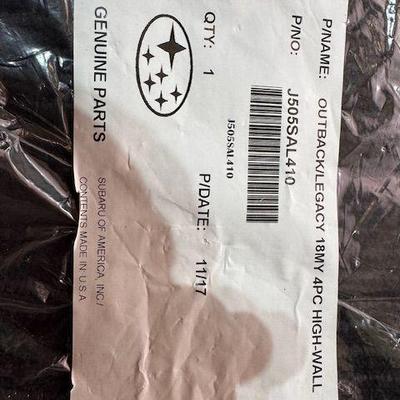 P/NAME: OUTBACK/LEGACY 18MY 4PC HIGH-WALL
P/NO: J505SAL410
J505SAL410
QTY: 1 P/DATE: 11/17
GENUINE PARTS SUBARU OF AMERICA, INC./
CONTENTS MADE IN U.S.A